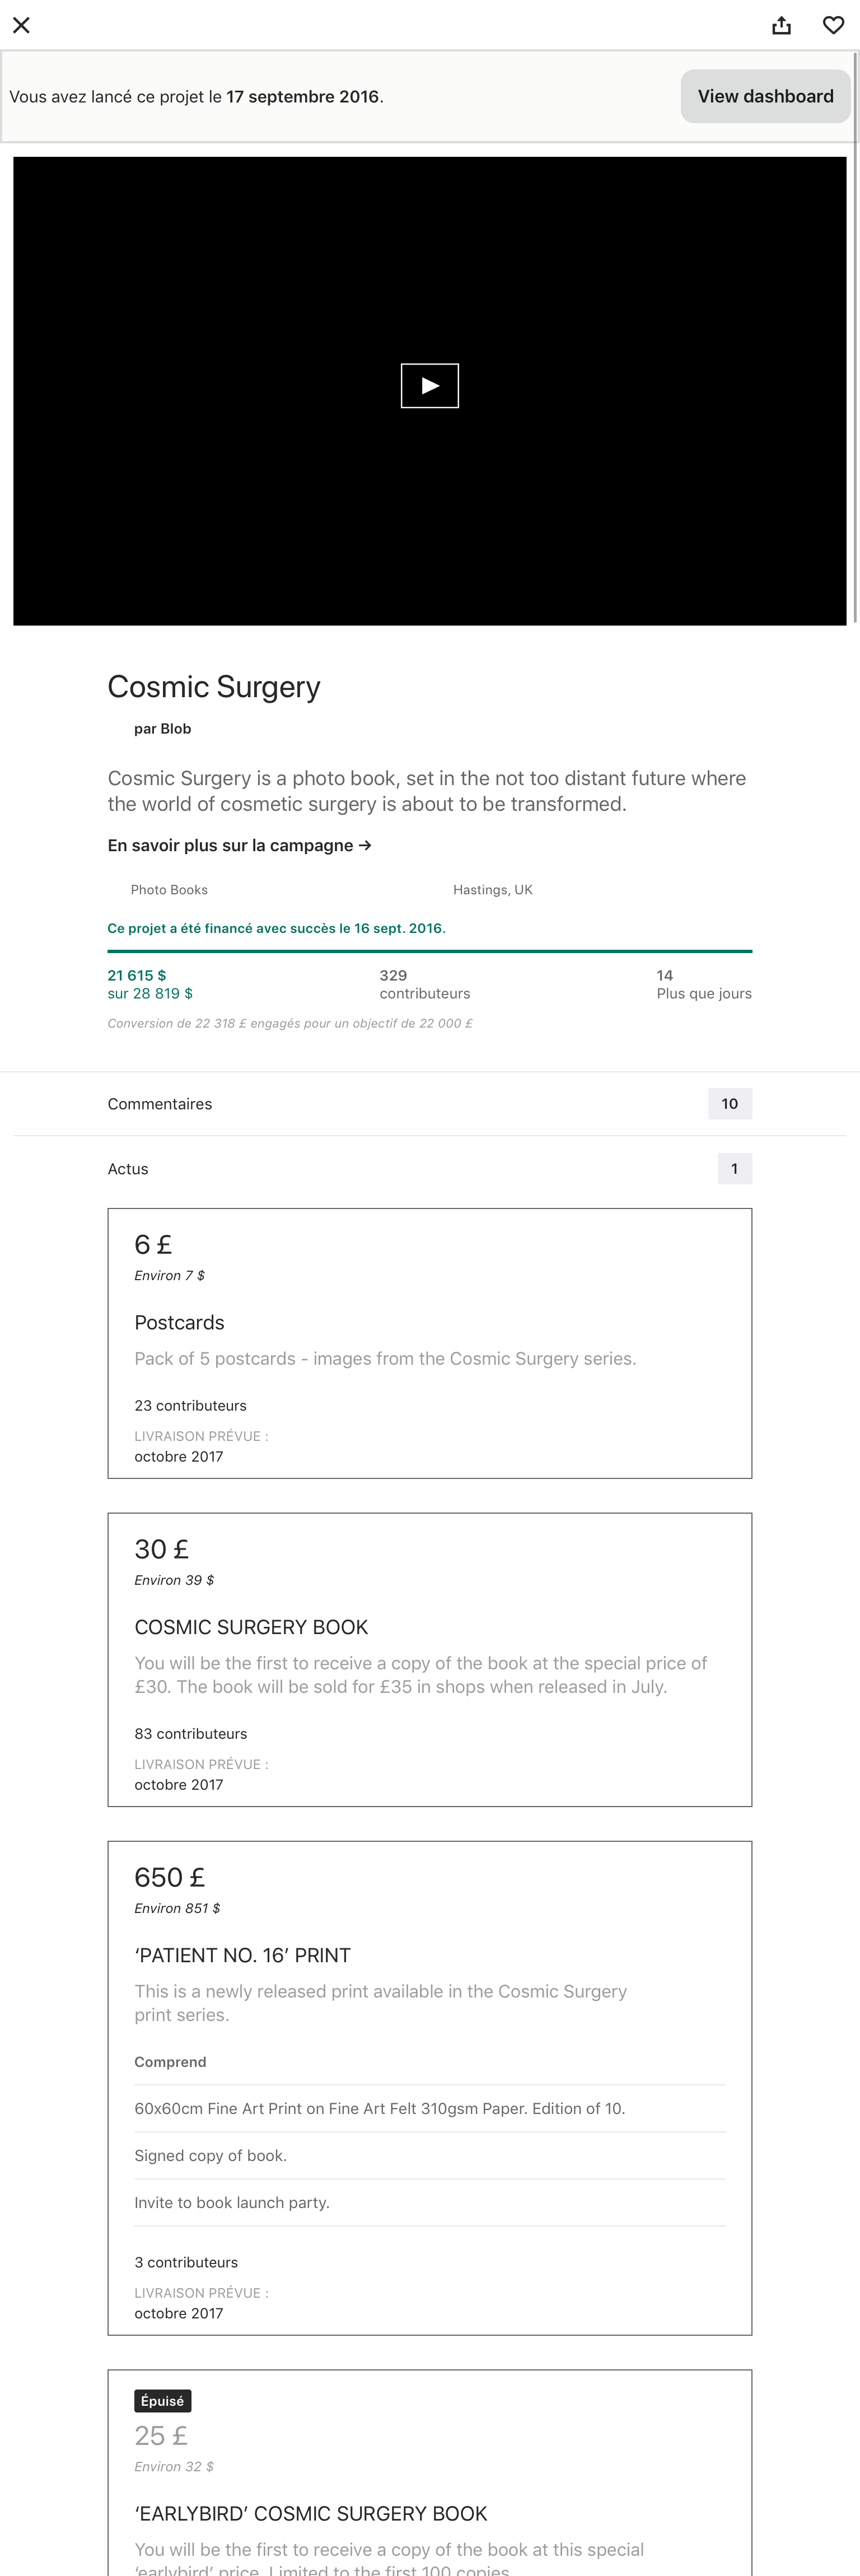 Vous avez lancé ce projet le 17 septembre 2016.
View dashboard
Cosmic Surgery
par Blob
Cosmic Surgery is a photo book, set in the not too distant future where
the world of cosmetic surgery is about to be transformed.
En savoir plus sur la campagne →
Photo Books
Hastings, UK
Ce projet a été financé avec succès le 16 sept. 2016.
21 615 $
sur 28 819 $
329
contributeurs
14
Plus que jours
Conversion de 22 318 £ engagés pour un objectif de 22 000 £
Commentaires
10
Actus
1
6 £
Environ 7 $
Postcards
Pack of 5 postcards - images from the Cosmic Surgery series.
23 contributeurs
LIVRAISON PRÉVUE :
octobre 2017
30 £
Environ 39 $
COSMIC SURGERY BOOK
You will be the first to receive a copy of the book at the special price of
£30. The book will be sold for £35 in shops when released in July.
83 contributeurs
LIVRAISON PRÉVUE :
octobre 2017
650 £
Environ 851 $
‘PATIENT NO. 16’ PRINT
This is a newly released print available in the Cosmic Surgery
print series.
Comprend
60x60cm Fine Art Print on Fine Art Felt 310gsm Paper. Edition of 10.
Signed copy of book.
Invite to book launch party.
3 contributeurs
LIVRAISON PRÉVUE :
octobre 2017
Épuisé
25 £
Environ 32 $
‘EARLYBIRD’ COSMIC SURGERY BOOK
You will be the first to receive a copy of the book at this special
‘earlybird’ price. Limited to the first 100 copies.